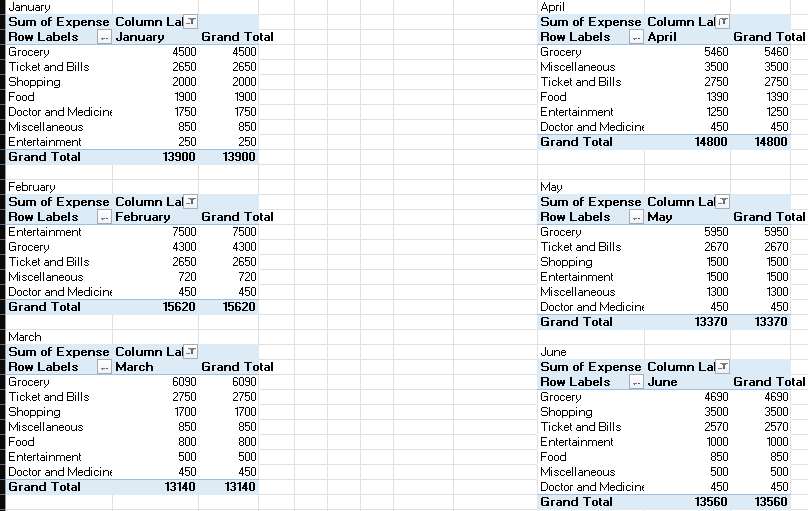 January
Sum of Expense Column Lal
Row Labels January Grand Total
Grocery 4500 4500
Ticket and Bills 2650 2650
Shopping 2000 2000
Food 1900 1900
Doctor and Medicine 1750 1750
Miscellaneous 850 850
Entertainment 250 250
Grand Total 13900 13900
February
Sum of Expense Column Lal
Row Labels February Grand Total
Entertainment 7500 7500
Grocery 4300 4300
Ticket and Bills 2650 2650
Miscellaneous 720 720
Doctor and Medicine 450 450
Grand Total 15620 15620
March
Sum of Expense Column Lal
Row Labels March Grand Total
Grocery 6090 6090
Ticket and Bills 2750 2750
Shopping 1700 1700
Miscellaneous 850 850
Food 800 800
Entertainment 500 500
Doctor and Medicine 450 450
Grand Total 13140 13140
April
Sum of Expense Column Lal
Row Labels April Grand Total
Grocery 5460 5460
Miscellaneous 3500 3500
Ticket and Bills 2750 2750
Food 1390 1390
Entertainment 1250 1250
Doctor and Medicine 450 450
Grand Total 14800 14800
May
Sum of Expense Column Lal
Row Labels May Grand Total
Grocery 5950 5950
Ticket and Bills 2670 2670
Shopping 1500 1500
Entertainment 1500 1500
Miscellaneous 1300 1300
Doctor and Medicine 450 450
Grand Total 13370 13370
June
Sum of Expense Column Lal
Row Labels June Grand Total
Grocery 4690 4690
Shopping 3500 3500
Ticket and Bills 2570 2570
Entertainment 1000 1000
Food 850 850
Miscellaneous 500 500
Doctor and Medicine 450 450
Grand Total 13560 13560